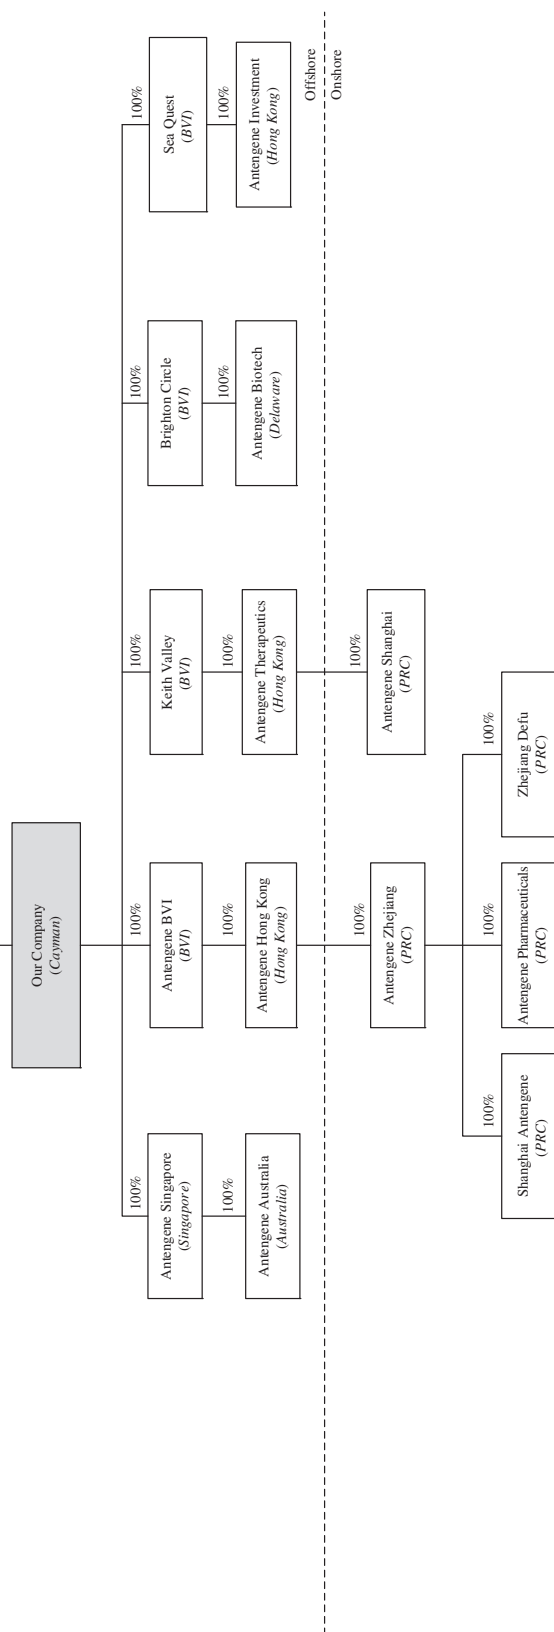 Our Company
(Cayman)
100%
100%
100%
100%
100%
Antengene Singapore
(Singapore)
Antengene BVI
(BVI)
Keith Valley
(BVI)
Brighton Circle
(BVI)
Sea Quest
(BVI)
100%
100%
100%
100%
100%
Antengene Australia
(Australia)
Antengene Hong Kong
(Hong Kong)
Antengene Therapeutics
(Hong Kong)
Antengene Biotech
(Delaware)
Antengene Investment
(Hong Kong)
Offshore
Onshore
100%
100%
Antengene Zhejiang
(PRC)
Antengene Shanghai
(PRC)
100%
100%
100%
Shanghai Antengene
(PRC)
Antengene Pharmaceuticals
(PRC)
Zhejiang Defu
(PRC)